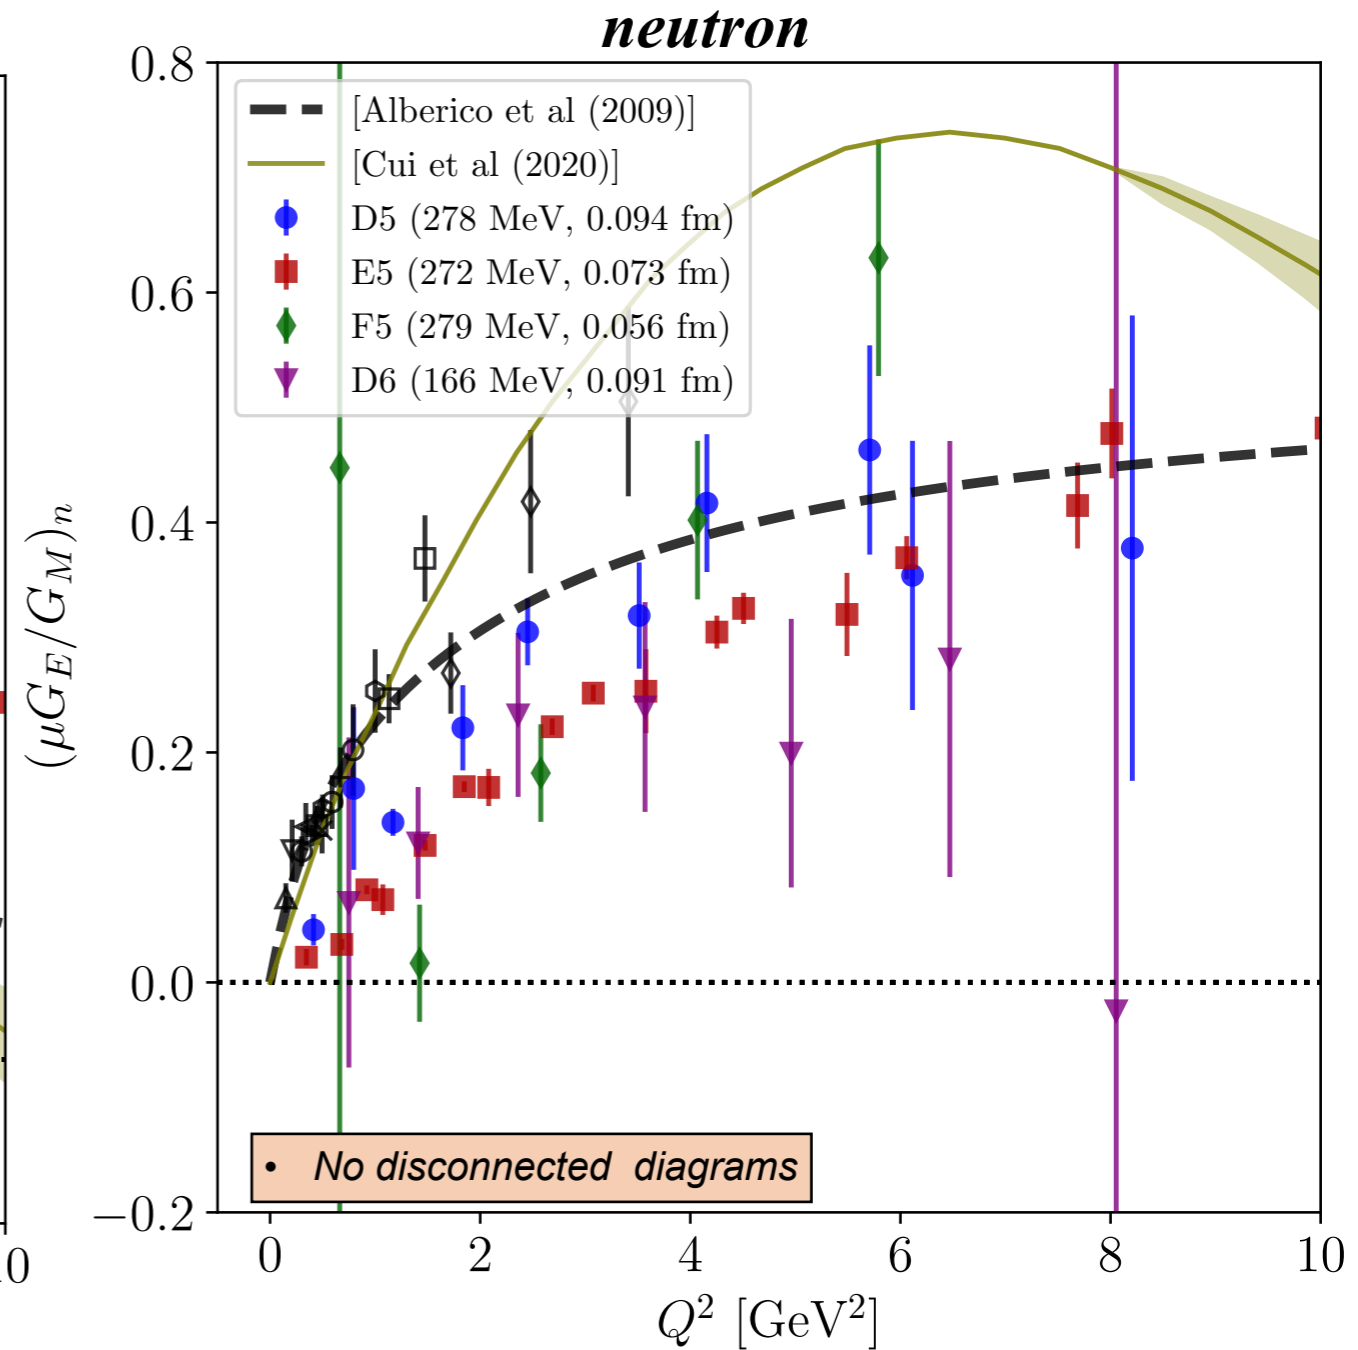 neutron
0.8
0.6
0.4
0.2
0.0
−0.2
(μG_E/G_M)_n
[Alberico et al (2009)]
[Cui et al (2020)]
D5 (278 MeV, 0.094 fm)
E5 (272 MeV, 0.073 fm)
F5 (279 MeV, 0.056 fm)
D6 (166 MeV, 0.091 fm)
• No disconnected diagrams
0 2 4 6 8 10
Q² [GeV²]